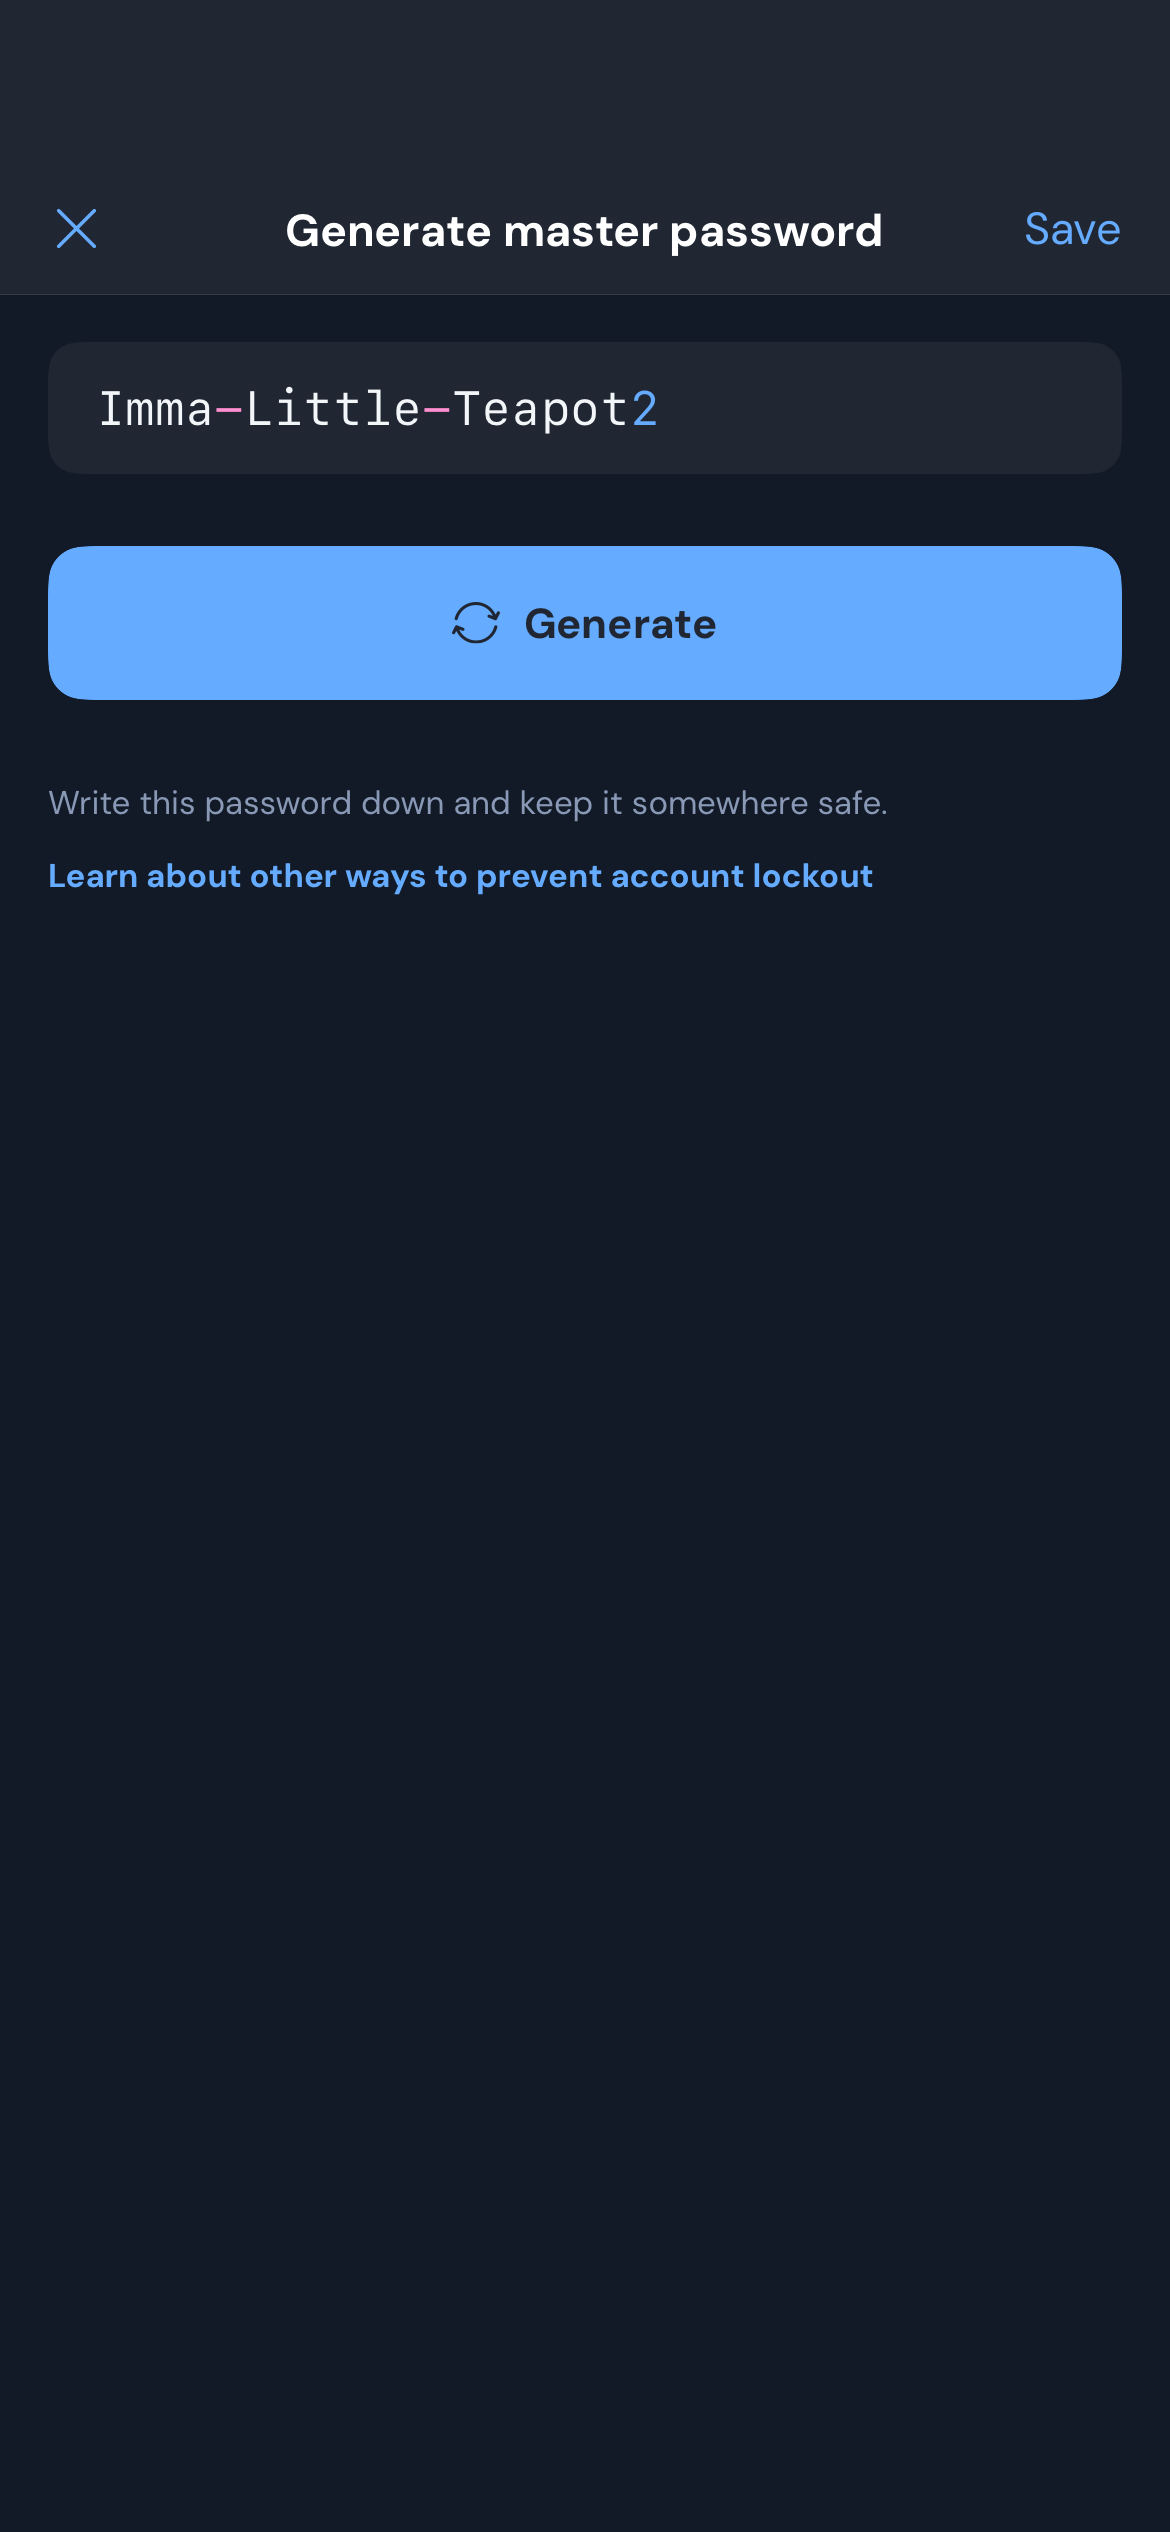 Generate master password
Save
Imma-Little-Teapot2
Generate
Write this password down and keep it somewhere safe.
Learn about other ways to prevent account lockout